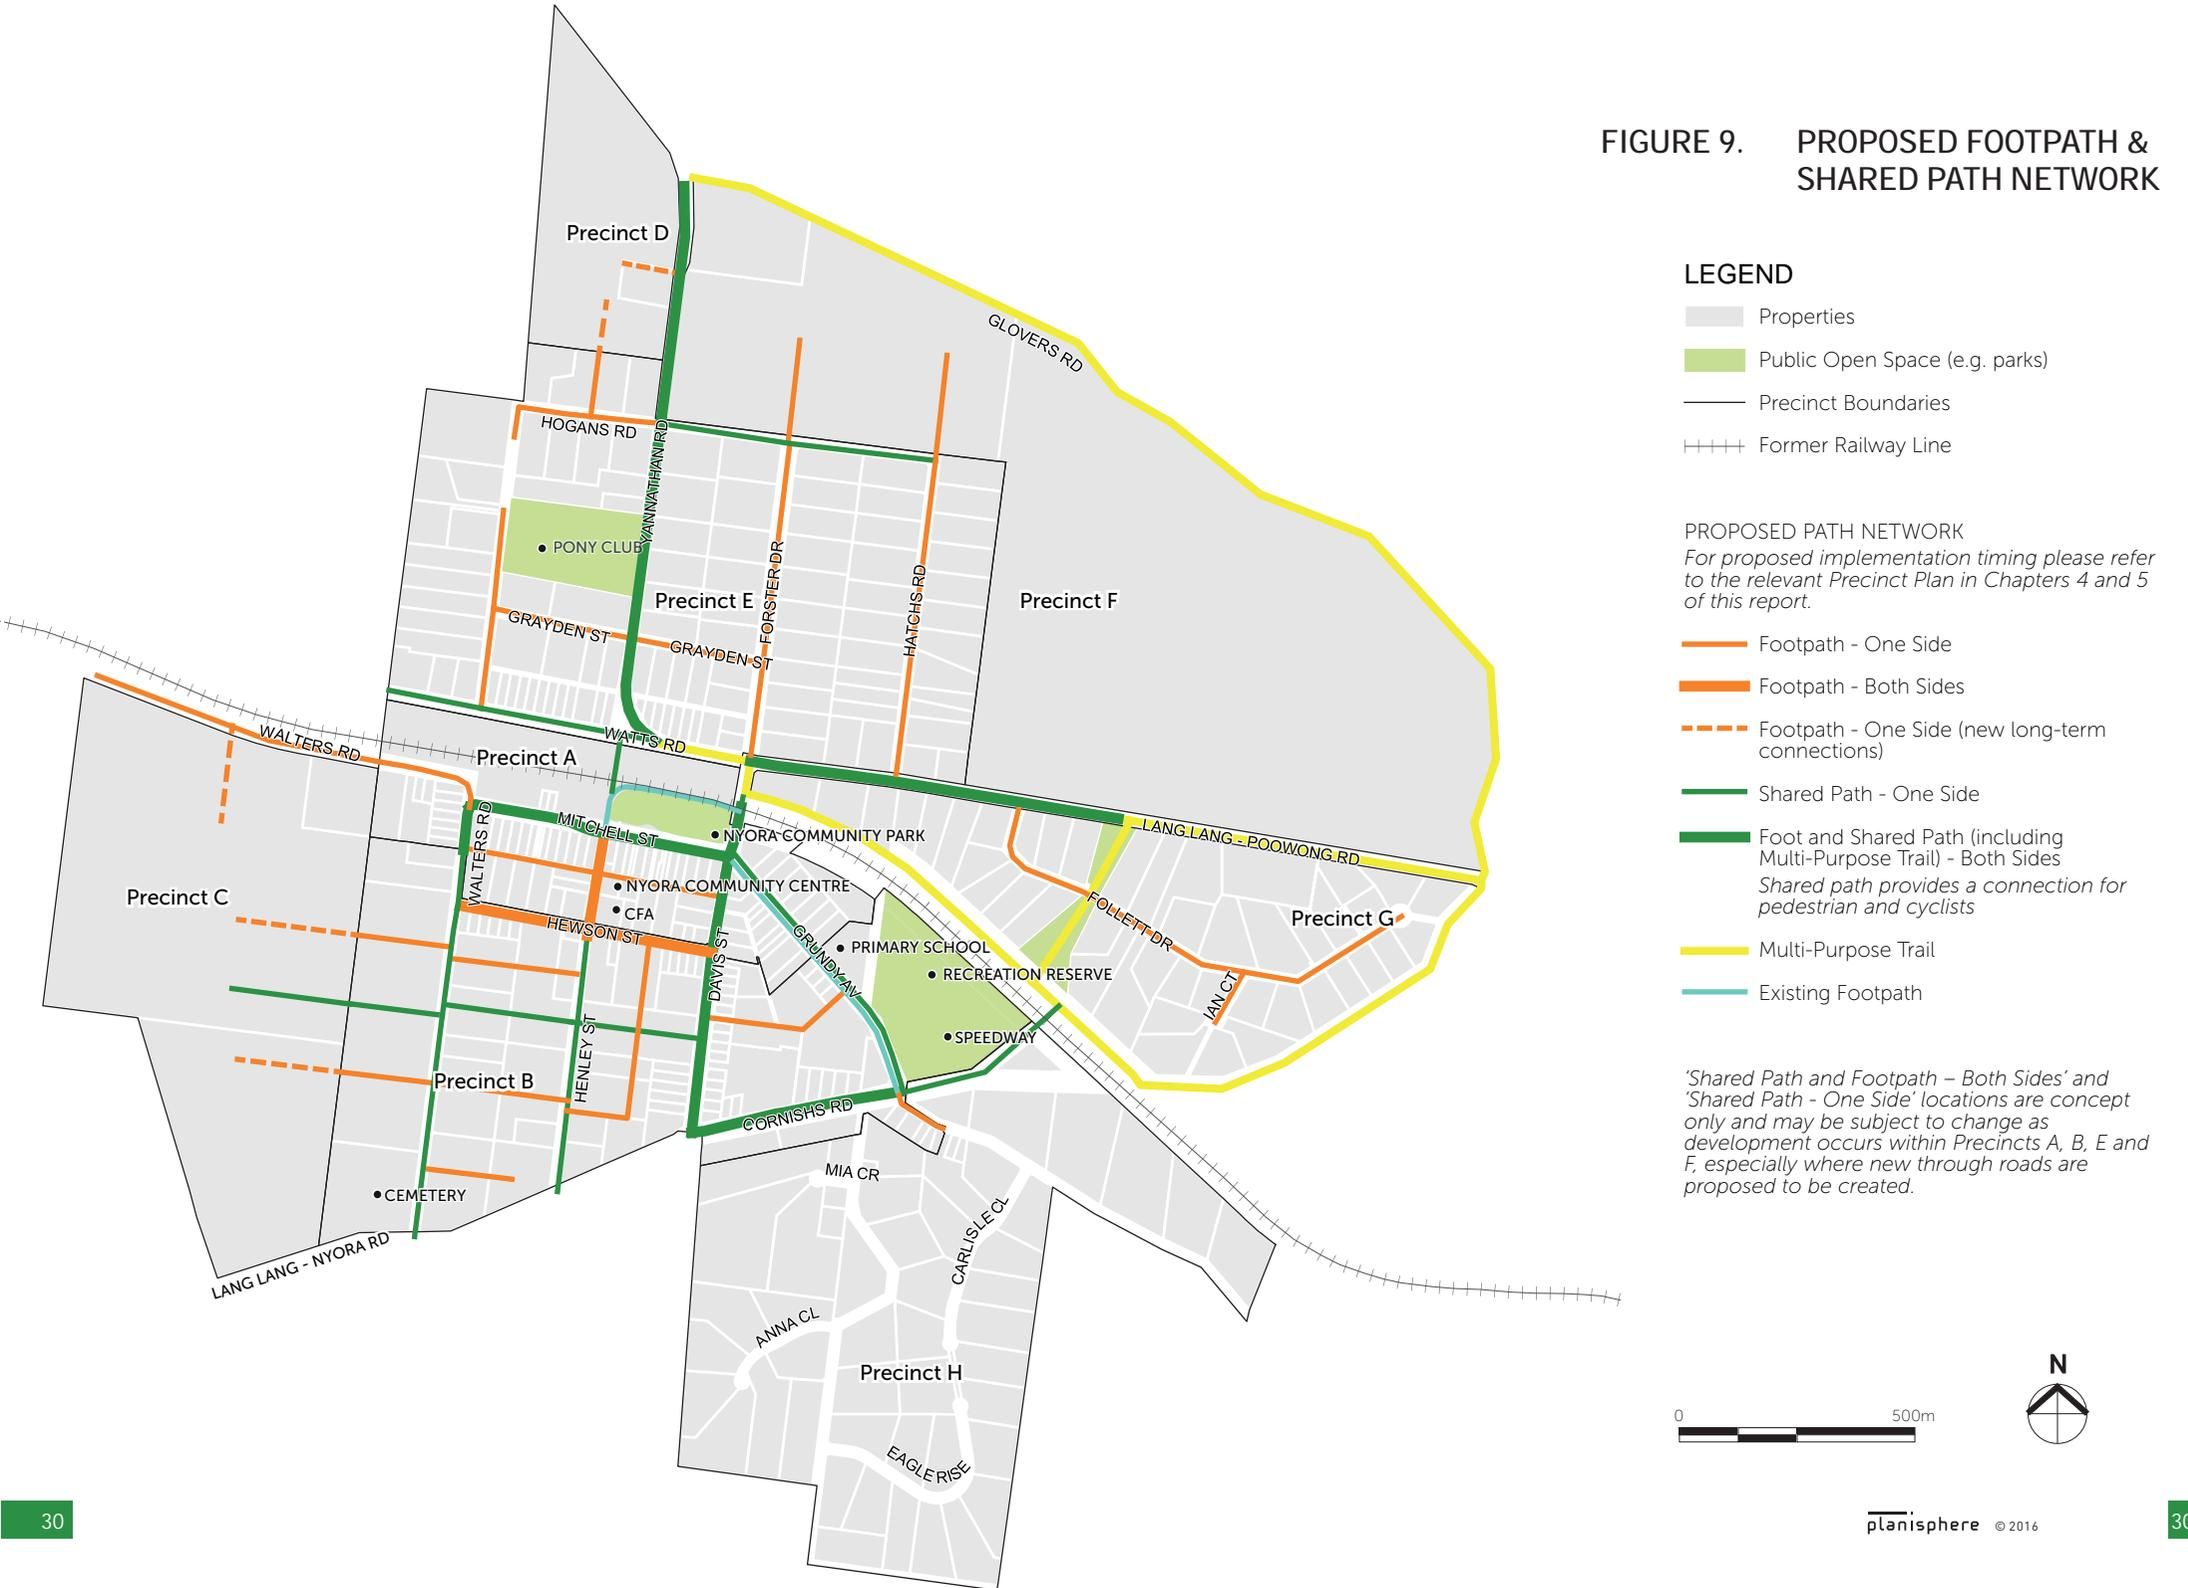 FIGURE 9.
PROPOSED FOOTPATH &
SHARED PATH NETWORK
LEGEND
Properties
Public Open Space (e.g. parks)
Precinct Boundaries
Former Railway Line
PROPOSED PATH NETWORK
For proposed implementation timing please refer
to the relevant Precinct Plan in Chapters 4 and 5
of this report.
Footpath - One Side
Footpath - Both Sides
Footpath - One Side (new long-term
connections)
Shared Path - One Side
Foot and Shared Path (including
Multi-Purpose Trail) - Both Sides
Shared path provides a connection for
pedestrian and cyclists
Multi-Purpose Trail
Existing Footpath
‘Shared Path and Footpath – Both Sides’ and
‘Shared Path - One Side’ locations are concept
only and may be subject to change as
development occurs within Precincts A, B, E and
F, especially where new through roads are
proposed to be created.
N
0 500m
planisphere © 2016
30
30
Precinct D
GLOVERS RD
HOGANS RD
YANNATHAN RD
PONY CLUB
Precinct E
FORSTER DR
HATCHS RD
Precinct F
GRAYDEN ST
GRAYDEN ST
WALTERS RD
WATTS RD
Precinct A
MITCHELL ST
NYORA COMMUNITY PARK
LANG LANG - POOWONG RD
WALTERS RD
NYORA COMMUNITY CENTRE
CFA
Precinct C
HEWSON ST
DAVIS ST
GRUNDY AV
PRIMARY SCHOOL
RECREATION RESERVE
FOLLETT DR
Precinct G
IAN CT
SPEEDWAY
HENLEY ST
Precinct B
CORNISHS RD
CEMETERY
LANG LANG - NYORA RD
MIA CR
CARLISLE CL
ANNA CL
Precinct H
EAGLE RISE